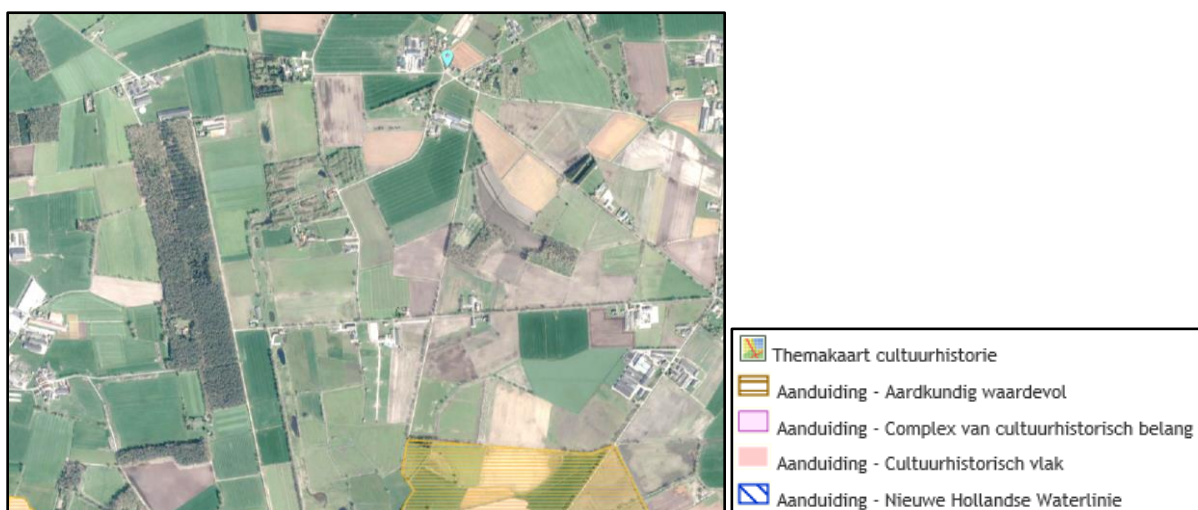 Themakaart cultuurhistorie
Aanduiding - Aardkundig waardevol
Aanduiding - Complex van cultuurhistorisch belang
Aanduiding - Cultuurhistorisch vlak
Aanduiding - Nieuwe Hollandse Waterlinie